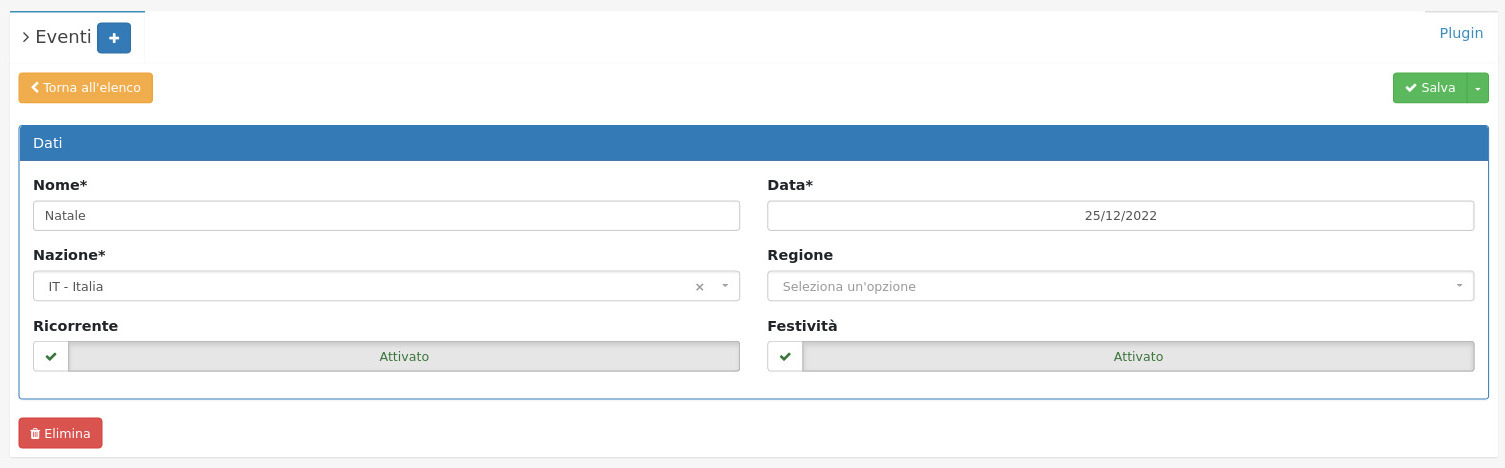 Eventi
Plugin
Torna all'elenco
Salva
Dati
Nome*
Data*
Natale
25/12/2022
Nazione*
Regione
IT - Italia ×
Seleziona un'opzione
Ricorrente
Festività
Attivato
Attivato
Elimina